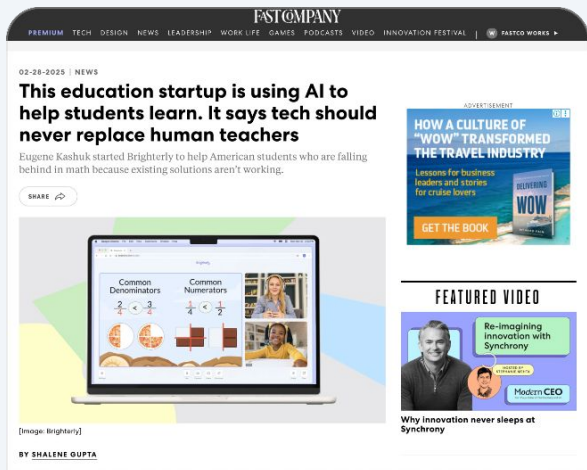 FAST COMPANY
PREMIUM TECH DESIGN NEWS LEADERSHIP WORK LIFE GAMES PODCASTS VIDEO INNOVATION FESTIVAL | W FASTCO WORKS
02-28-2025 | NEWS
This education startup is using AI to
help students learn. It says tech should
never replace human teachers
Eugene Kashuk started Brighterly to help American students who are falling
behind in math because existing solutions aren't working.
SHARE
brighterly
Common
Denominators
Common
Numerators
2/4 < 3/4
1/4 < 1/2
[Image: Brighterly]
BY SHALENE GUPTA
ADVERTISEMENT
HOW A CULTURE OF
"WOW" TRANSFORMED
THE TRAVEL INDUSTRY
Lessons for business
leaders and stories
for cruise lovers
GET THE BOOK
DELIVERING
WOW
FEATURED VIDEO
Re-imagining
innovation with
Synchrony
HOSTED BY
Modern CEO
Why innovation never sleeps at
Synchrony